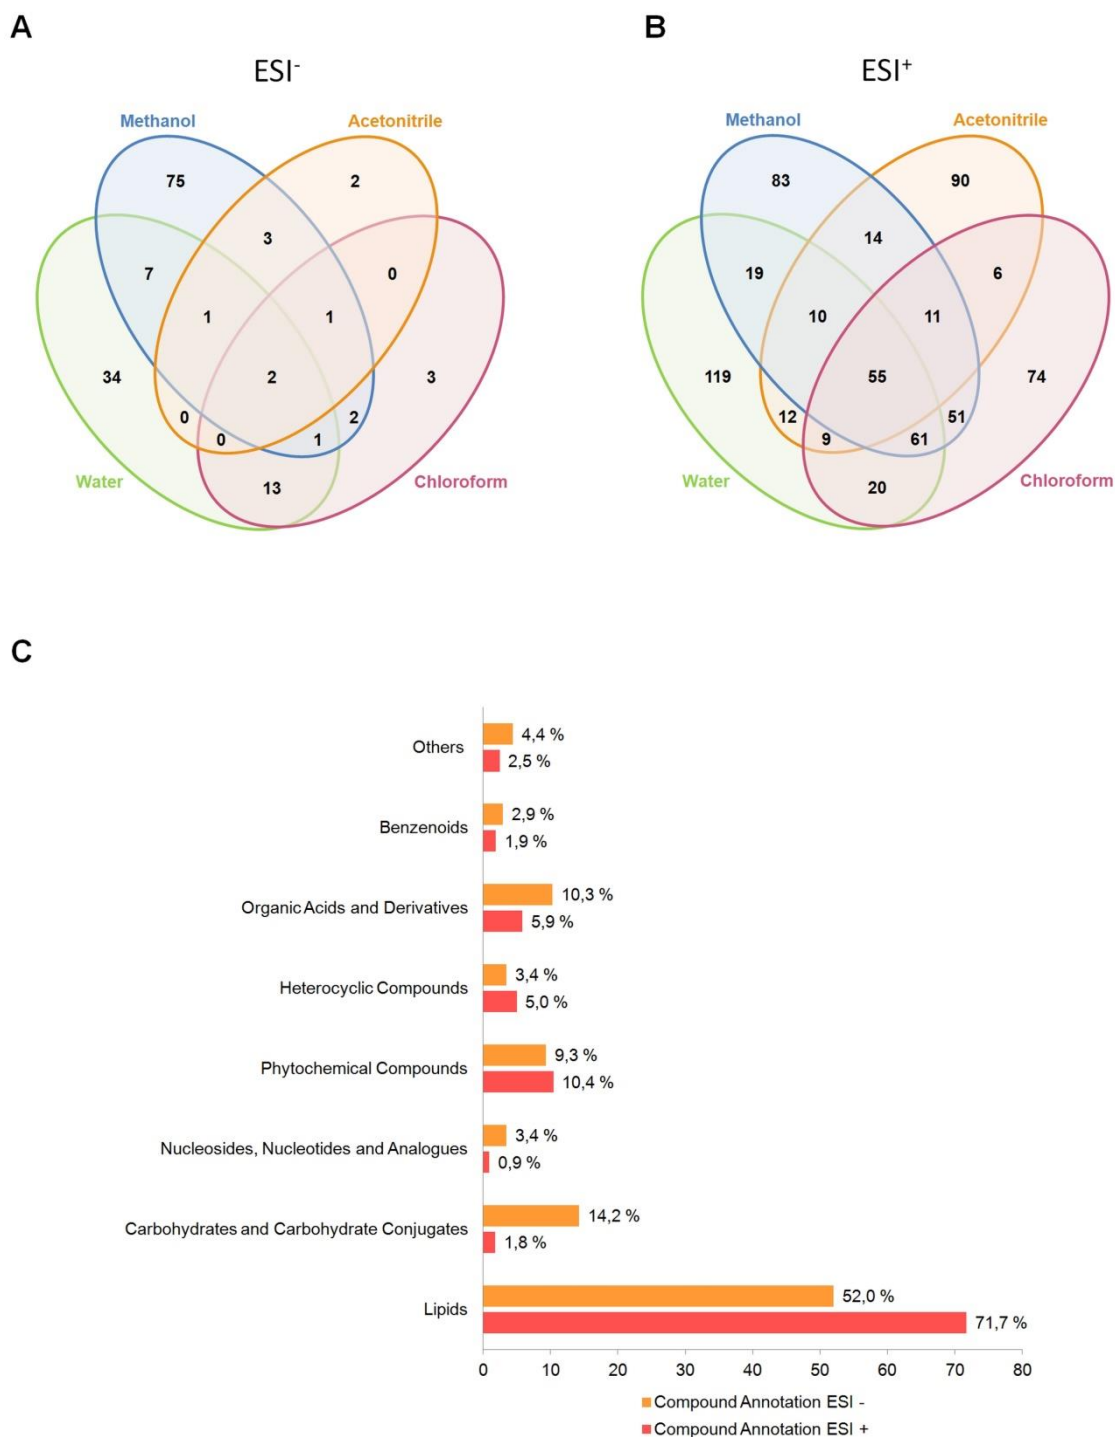 A
B
ESI-
ESI+
Methanol
Acetonitrile
75
2
3
7
0
1
1
34
2
3
0
2
0
1
13
Water
Chloroform
Methanol
Acetonitrile
83
90
14
19
6
10
11
119
55
74
12
51
9
61
20
Water
Chloroform
C
Others
4,4 %
2,5 %
Benzenoids
2,9 %
1,9 %
Organic Acids and Derivatives
10,3 %
5,9 %
Heterocyclic Compounds
3,4 %
5,0 %
Phytochemical Compounds
9,3 %
10,4 %
Nucleosides, Nucleotides and Analogues
3,4 %
0,9 %
Carbohydrates and Carbohydrate Conjugates
14,2 %
1,8 %
Lipids
52,0 %
71,7 %
0 10 20 30 40 50 60 70 80
Compound Annotation ESI -
Compound Annotation ESI +